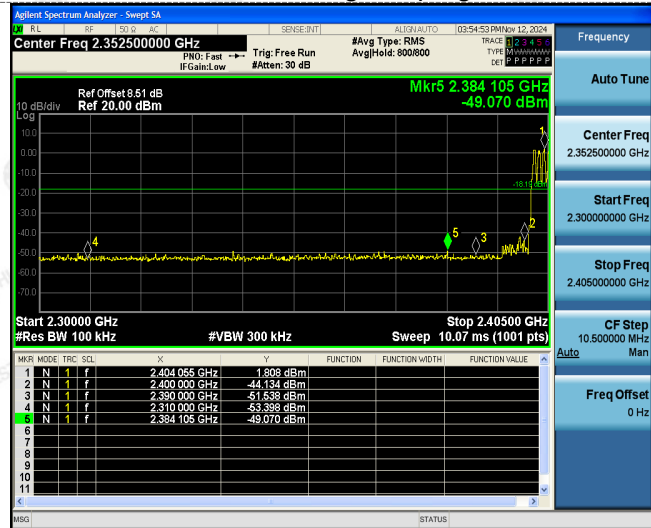 Agilent Spectrum Analyzer - Swept SA
LXI RL RF 50 Ω AC SENSE:INT ALIGN AUTO 03:54:53 PM Nov 12, 2024
Center Freq 2.352500000 GHz #Avg Type: RMS TRACE 1 2 3 4 5 6
PNO: Fast Trig: Free Run Avg|Hold: 800/800 TYPE M
IFGain:Low #Atten: 30 dB DET P P P P P P
Ref Offset 8.51 dB Mkr5 2.384 105 GHz
10 dB/div Ref 20.00 dBm -49.070 dBm
Log
10.0
0.00
-10.0
-20.0
-30.0
-40.0
-50.0
-60.0
-70.0
1
2
3
4
5
Start 2.30000 GHz Stop 2.40500 GHz
#Res BW 100 kHz #VBW 300 kHz Sweep 10.07 ms (1001 pts)
MKR MODE TRC SCL X Y FUNCTION FUNCTION WIDTH FUNCTION VALUE
1 N 1 f 2.404 055 GHz 1.808 dBm
2 N 1 f 2.400 000 GHz -44.134 dBm
3 N 1 f 2.390 000 GHz -51.538 dBm
4 N 1 f 2.310 000 GHz -53.398 dBm
5 N 1 f 2.384 105 GHz -49.070 dBm
6
7
8
9
10
11
MSG STATUS
Frequency
Auto Tune
Center Freq
2.352500000 GHz
Start Freq
2.300000000 GHz
Stop Freq
2.405000000 GHz
CF Step
10.500000 MHz
Auto Man
Freq Offset
0 Hz